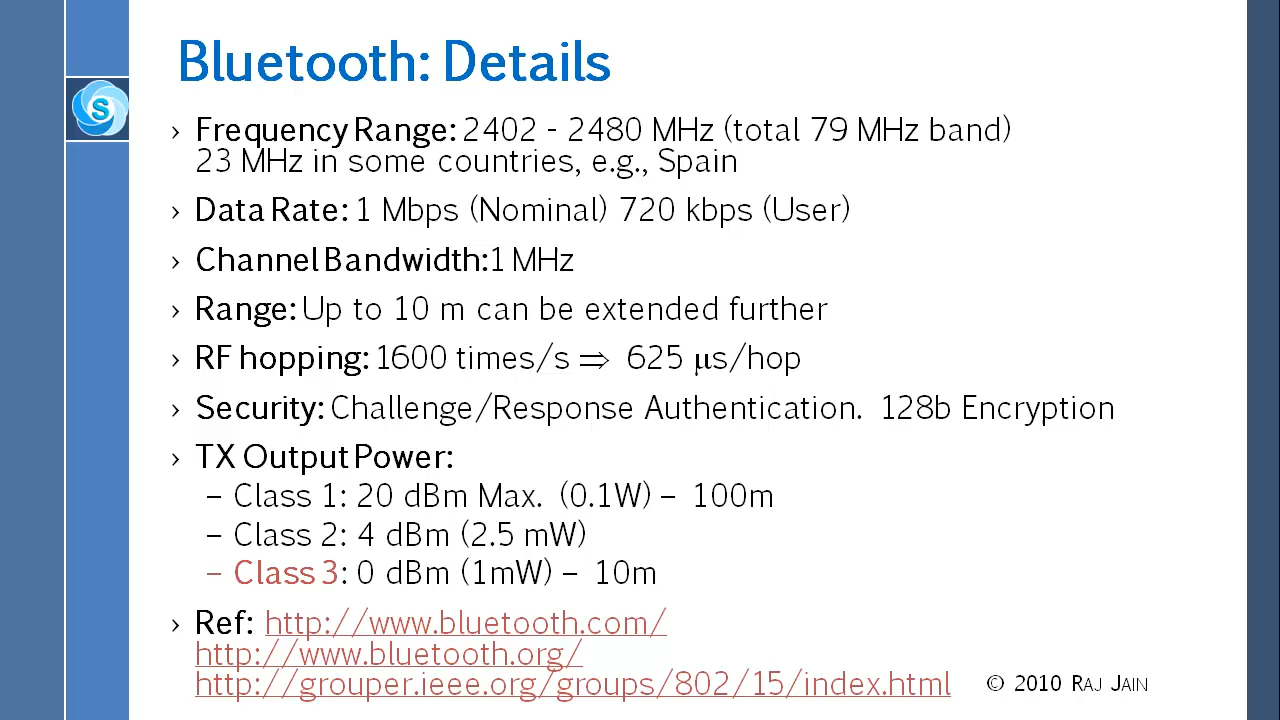 S
Bluetooth: Details
› Frequency Range: 2402 - 2480 MHz (total 79 MHz band)
23 MHz in some countries, e.g., Spain
› Data Rate: 1 Mbps (Nominal) 720 kbps (User)
› Channel Bandwidth:1 MHz
› Range: Up to 10 m can be extended further
› RF hopping: 1600 times/s ⇒ 625 μs/hop
› Security: Challenge/Response Authentication. 128b Encryption
› TX Output Power:
– Class 1: 20 dBm Max. (0.1W) – 100m
– Class 2: 4 dBm (2.5 mW)
– Class 3: 0 dBm (1mW) – 10m
› Ref: http://www.bluetooth.com/
http://www.bluetooth.org/
http://grouper.ieee.org/groups/802/15/index.html
© 2010 RAJ JAIN